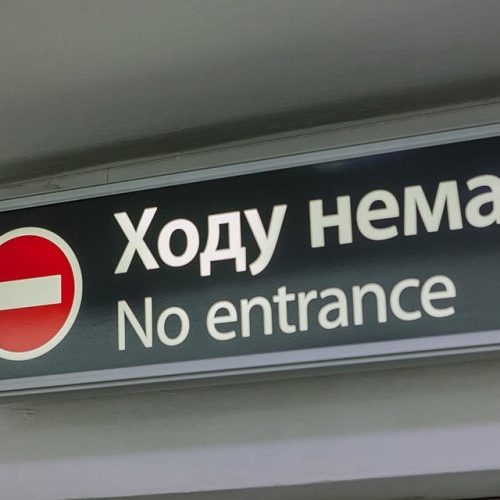 Ходу нема
No entrance